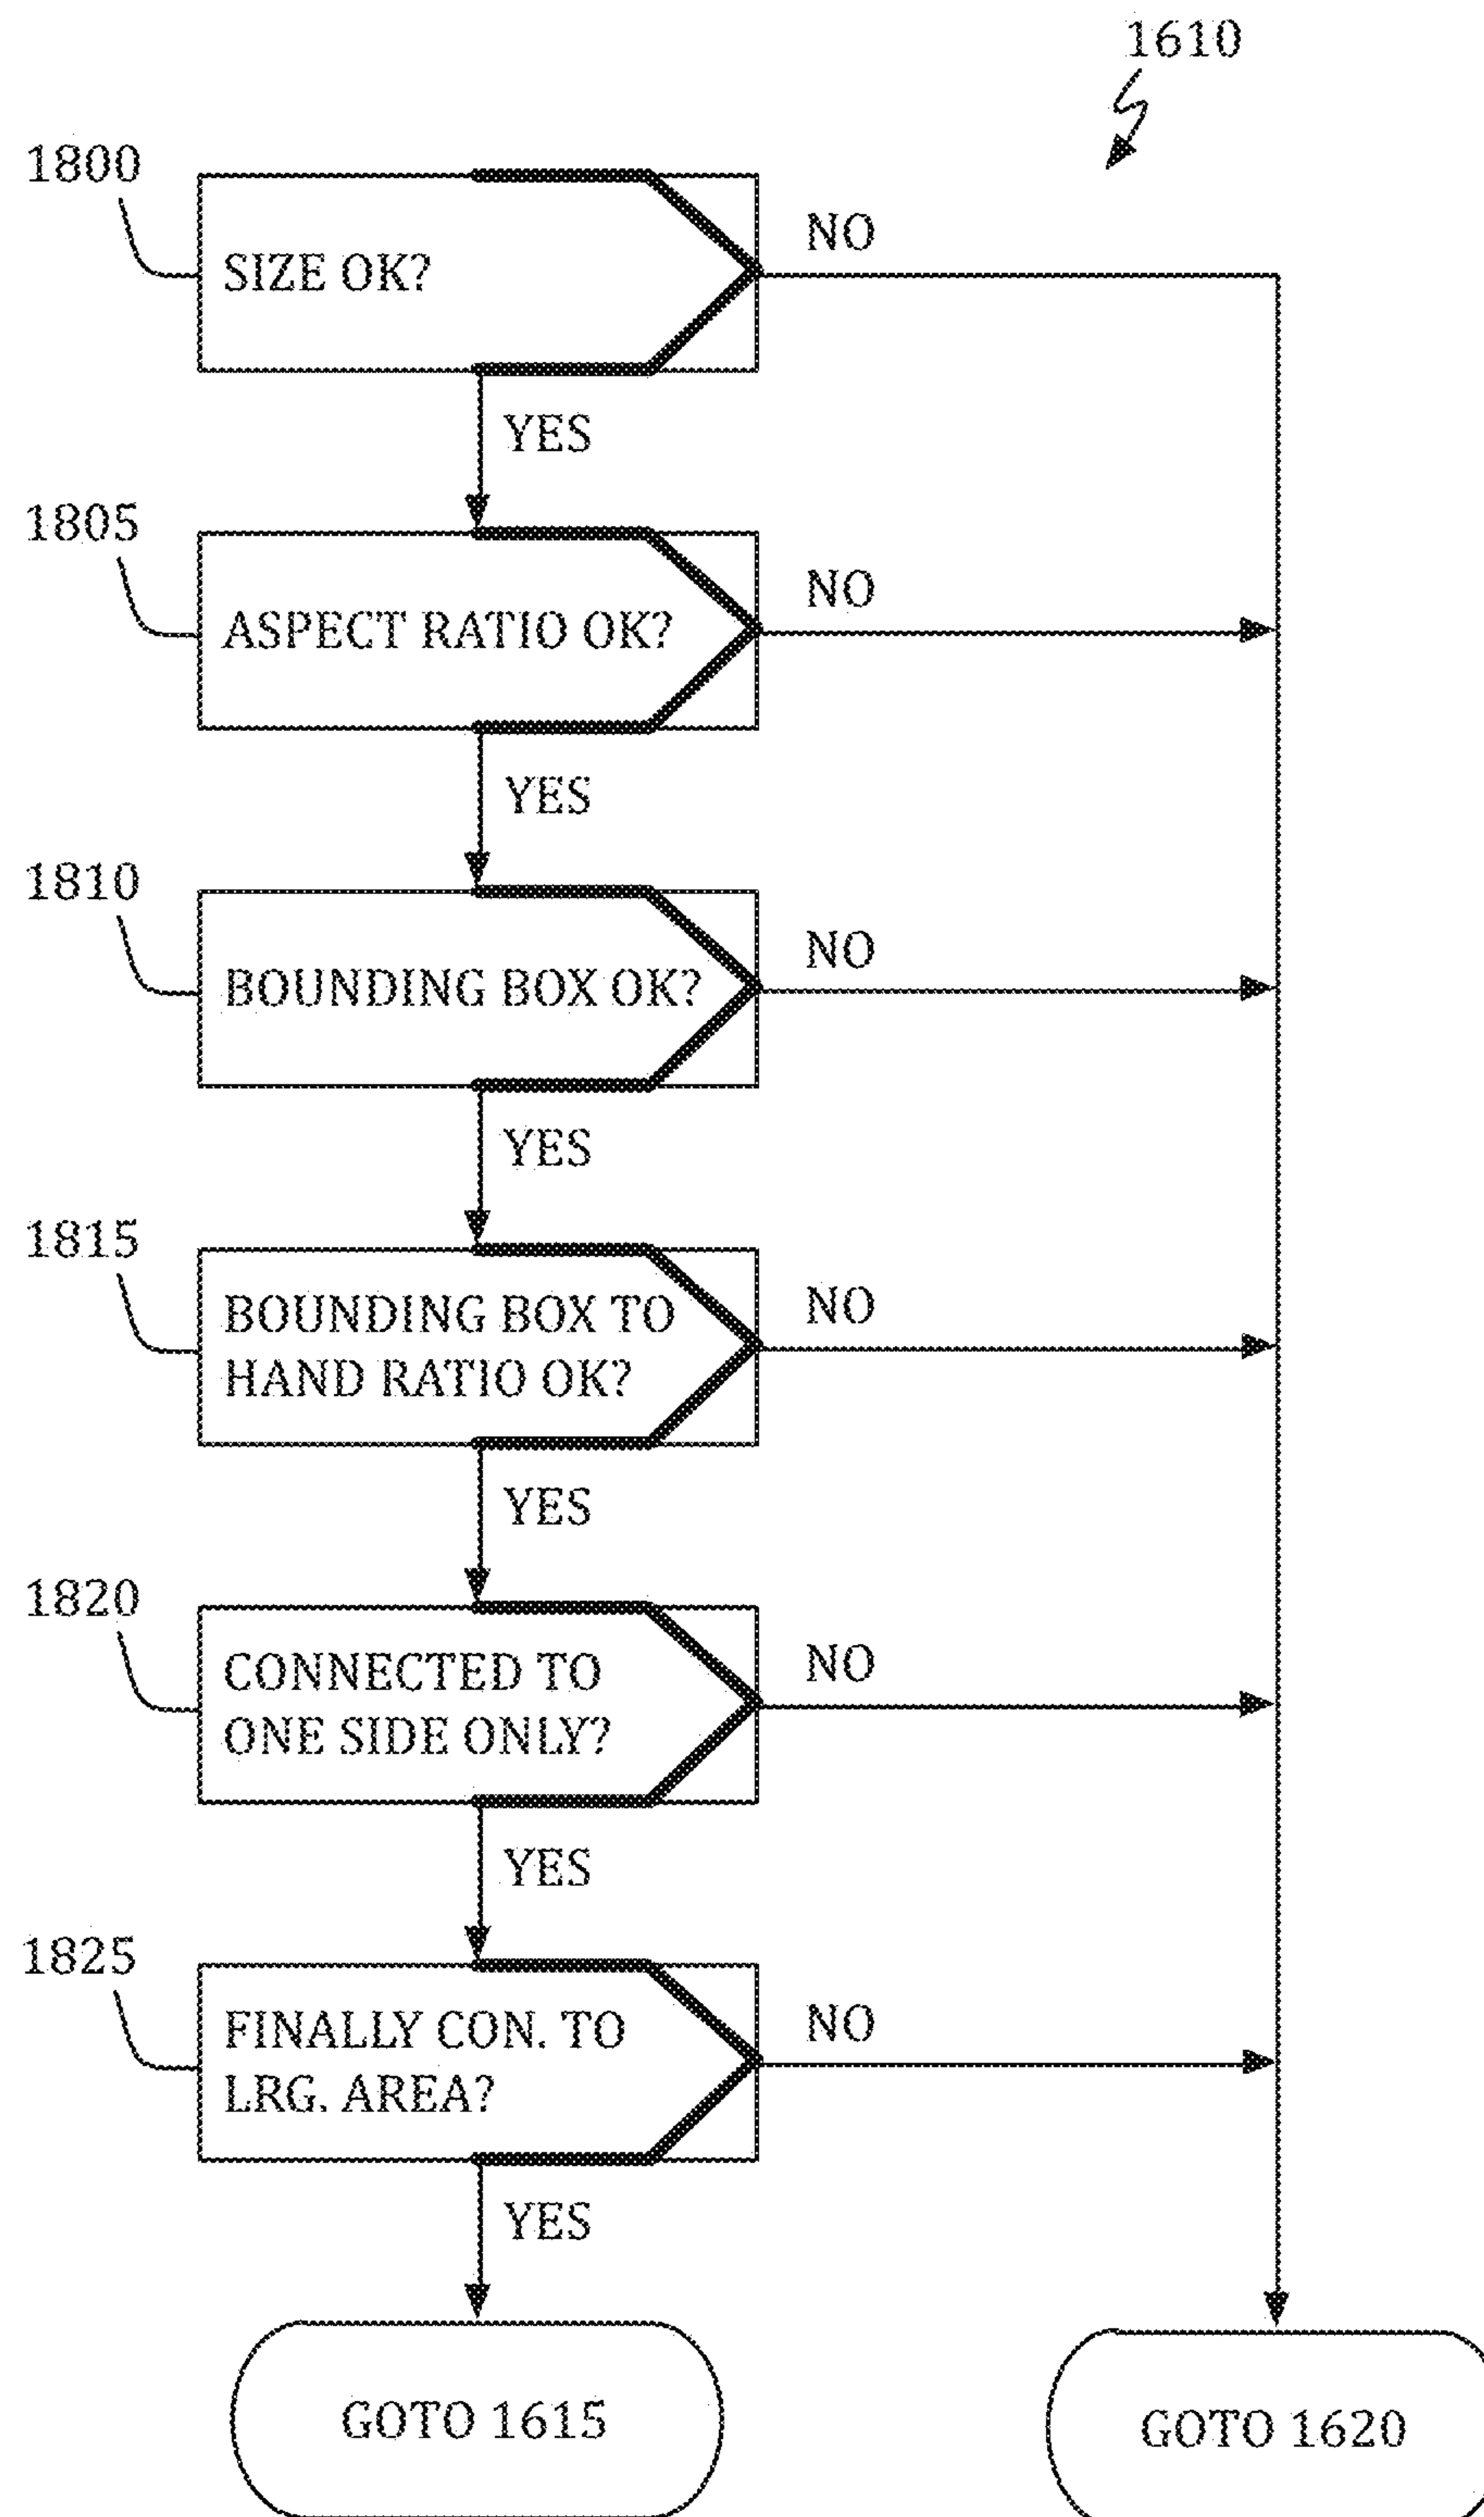 1610
1800
SIZE OK?
NO
YES
1805
ASPECT RATIO OK?
NO
YES
1810
BOUNDING BOX OK?
NO
YES
1815
BOUNDING BOX TO
HAND RATIO OK?
NO
YES
1820
CONNECTED TO
ONE SIDE ONLY?
NO
YES
1825
FINALLY CON. TO
LRG. AREA?
NO
YES
GOTO 1615
GOTO 1620